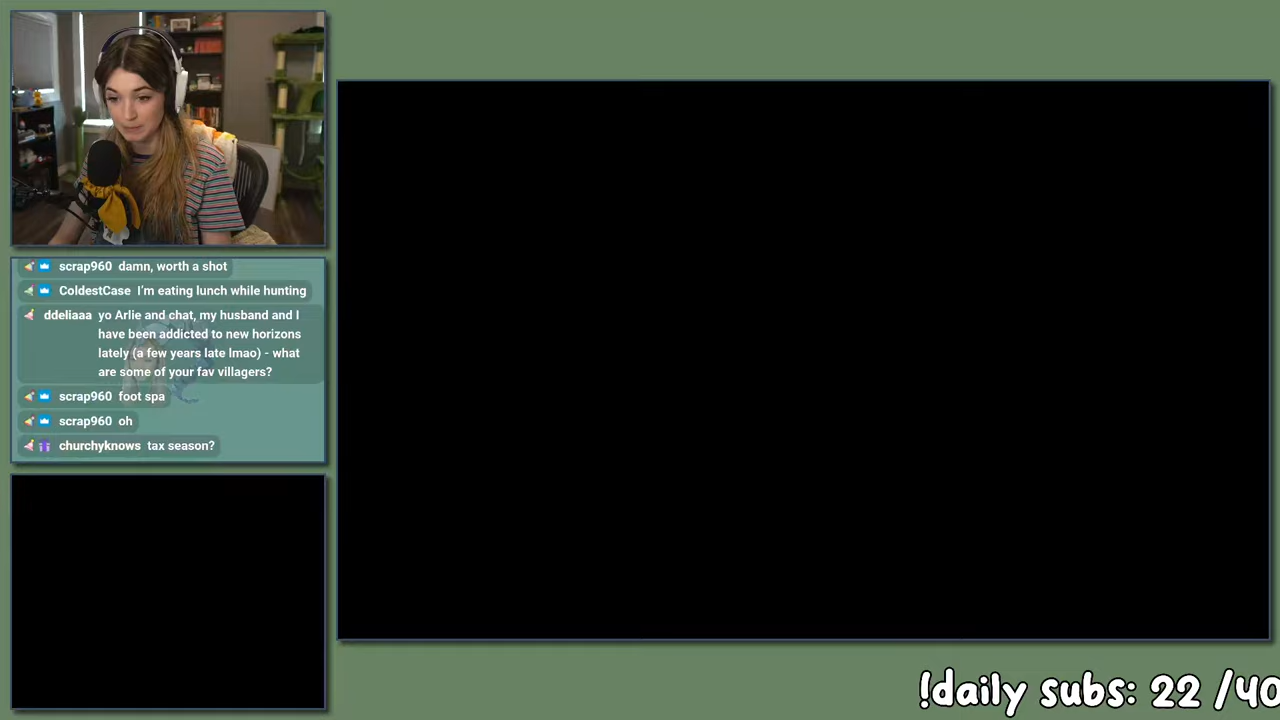 scrap960 damn, worth a shot
ColdestCase I'm eating lunch while hunting
ddeliaaa yo Arlie and chat, my husband and I
have been addicted to new horizons
lately (a few years late lmao) - what
are some of your fav villagers?
scrap960 foot spa
scrap960 oh
churchyknows tax season?
!daily subs: 22 /40